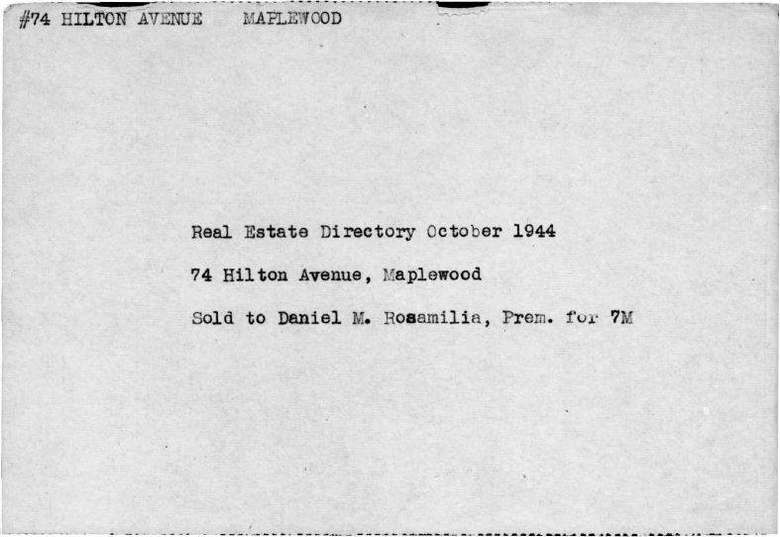 #74 HILTON AVENUE MAPLEWOOD
Real Estate Directory October 1944
74 Hilton Avenue, Maplewood
Sold to Daniel M. Rosamilia, Prem. for 7M